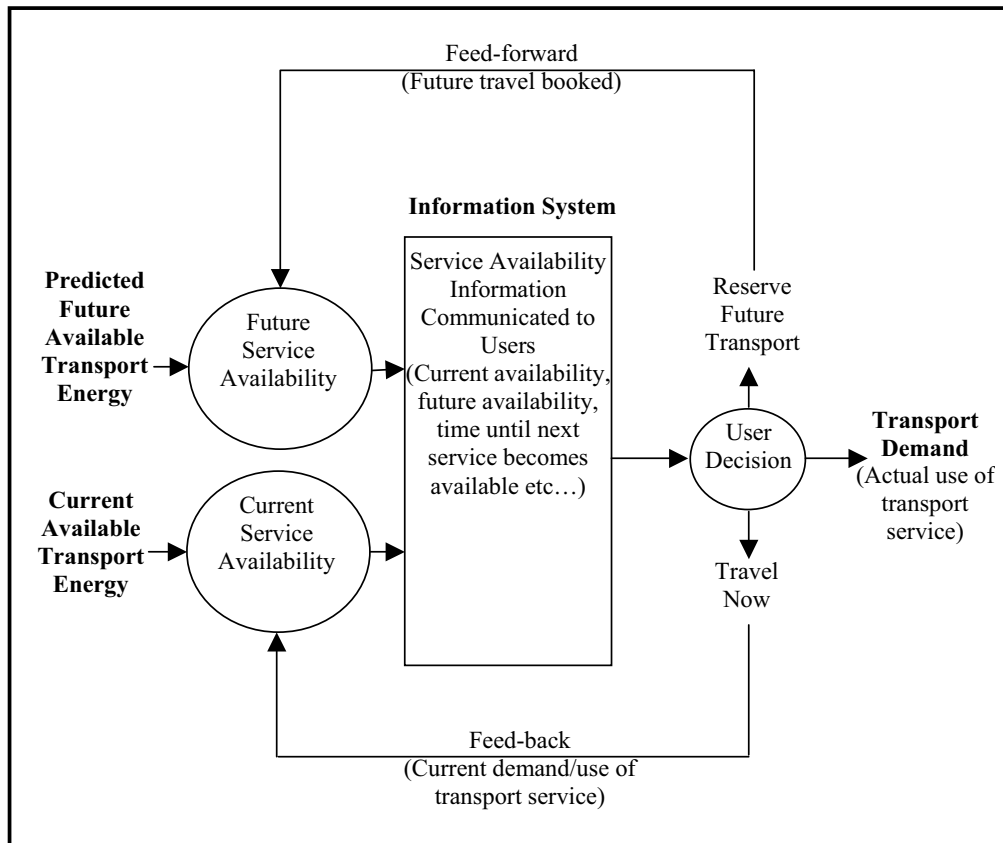 Feed-forward
(Future travel booked)
Information System
Predicted
Future
Available
Transport
Energy
Future
Service
Availability
Service Availability
Information
Communicated to
Users
(Current availability,
future availability,
time until next
service becomes
available etc…)
Reserve
Future
Transport
User
Decision
Transport
Demand
(Actual use of
transport
service)
Current
Available
Transport
Energy
Current
Service
Availability
Travel
Now
Feed-back
(Current demand/use of
transport service)